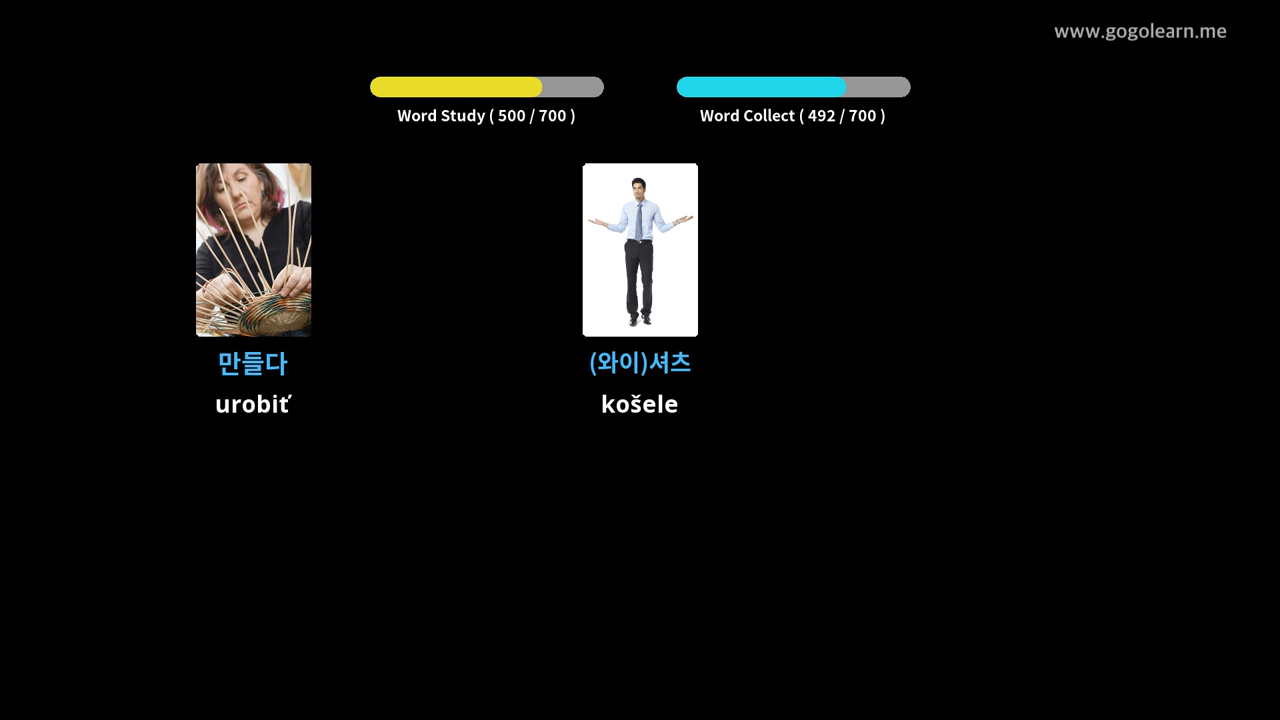 www.gogolearn.me
Word Study ( 500 / 700 )
Word Collect ( 492 / 700 )
만들다
urobiť
(와이)셔츠
košele